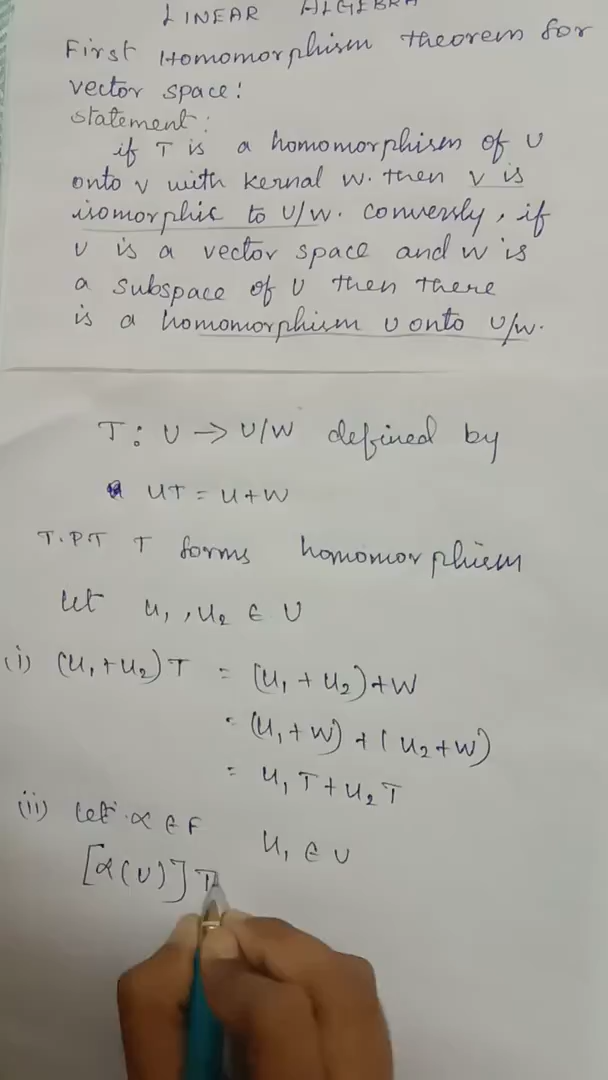 LINEAR ALGEBRA
First Homomorphism theorem for
vector space:
Statement:
if T is a homomorphism of U
onto V with kernal W. then V is
isomorphic to U/W. conversly, if
U is a vector space and W is
a subspace of U then there
is a homomorphism U onto U/W.
T: U → U/W defined by
UT = U+W
T.P.T T forms homomorphism
let u₁, u₂ ∈ U
(i) (u₁+u₂)T = (u₁+u₂)+W
= (u₁+W)+(u₂+W)
= u₁T+u₂T
(ii) let ∝ ∈ F u₁ ∈ U
[∝(U)]T